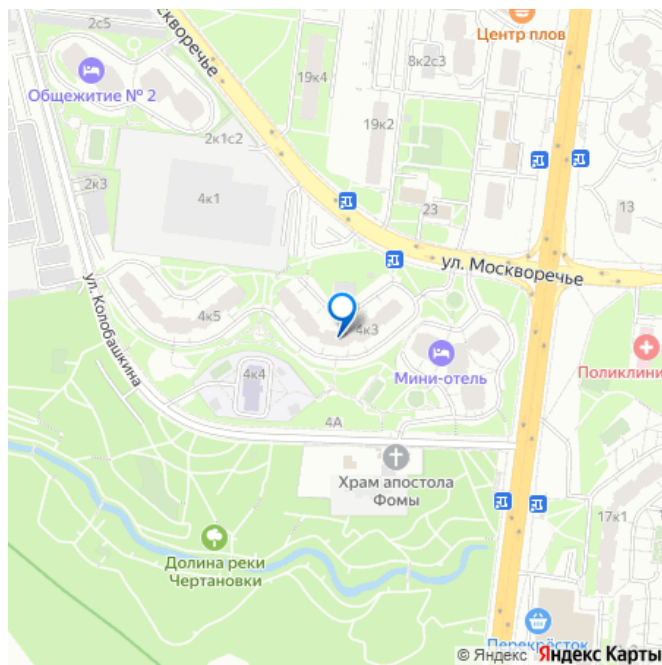 2с5
Москворечье
Центр плов
8к2с3
Общежитие № 2
19к4
19к2
2к1с2
2к3
4к1
23
13
ул. Москворечье
ул. Колобашкина
4к5
4к3
Мини-отель
Поликлини
4к4
4А
Храм апостола
Фомы
17к1
Долина реки
Чертановки
Перекрёсток
© Яндекс Яндекс Карты